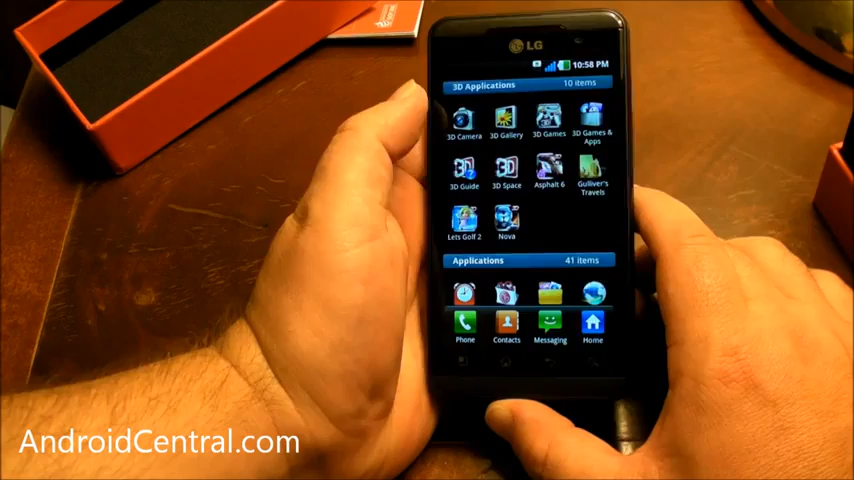 LG
10:58 PM
3D Applications 10 items
3D Camera 3D Gallery 3D Games 3D Games &
Apps
3D Guide 3D Space Asphalt 6 Gulliver's
Travels
Lets Golf 2 Nova
Applications 41 items
Phone Contacts Messaging Home
AndroidCentral.com